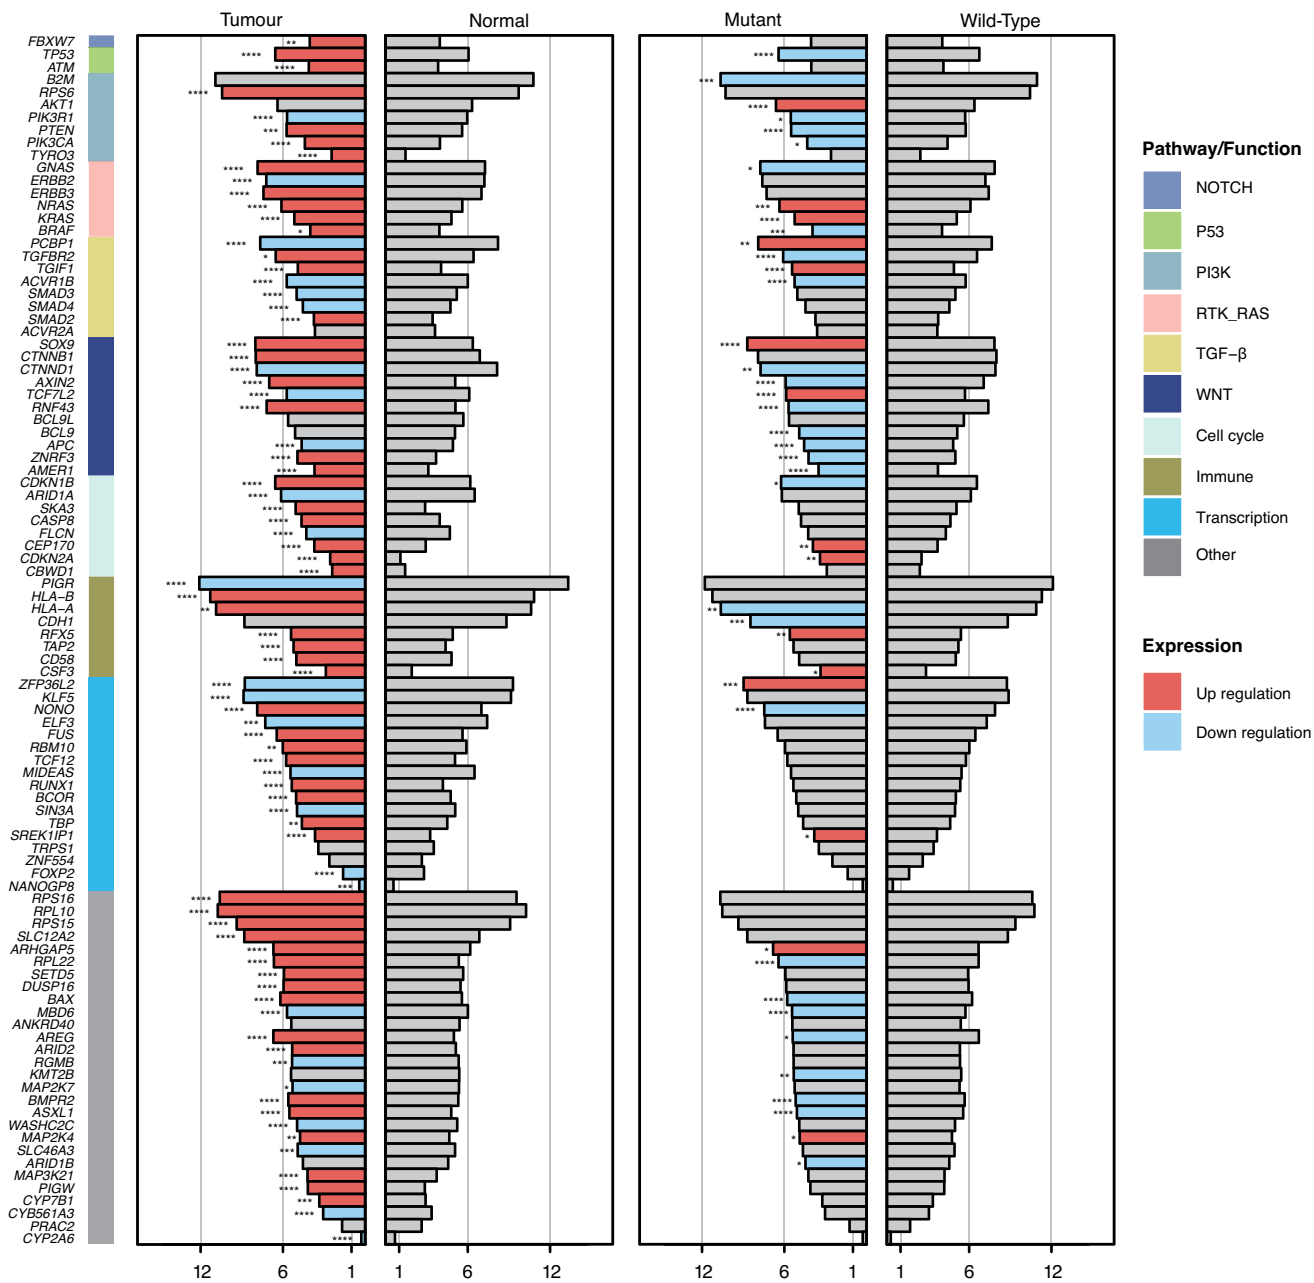 Tumour Normal Mutant Wild-Type
FBXW7 **
TP53 **** ****
ATM ****
B2M ***
RPS6 ****
AKT1 ****
PIK3R1 **** *
PTEN *** ****
PIK3CA **** *
TYRO3 ****
GNAS **** *
ERBB2 ****
ERBB3 ****
NRAS **** ***
KRAS **** ****
BRAF * ***
PCBP1 **** **
TGFBR2 * ****
TGIF1 **** ****
ACVR1B **** ****
SMAD3 ****
SMAD4 ****
SMAD2 ****
ACVR2A
SOX9 **** ****
CTNNB1 ****
CTNND1 **** **
AXIN2 **** ****
TCF7L2 **** ****
RNF43 **** ****
BCL9L
BCL9 ****
APC **** ****
ZNRF3 **** ****
AMER1 **** ****
CDKN1B **** *
ARID1A ****
SKA3 ****
CASP8 ****
FLCN ****
CEP170 **** **
CDKN2A **** **
CBWD1 ****
PIGR ****
HLA-B ****
HLA-A ** **
CDH1 ***
RFX5 **** **
TAP2 ****
CD58 ****
CSF3 **** *
ZFP36L2 **** ***
KLF5 ****
NONO **** ****
ELF3 ***
FUS ****
RBM10 **
TCF12 ****
MIDEAS ****
RUNX1 ****
BCOR ****
SIN3A ****
TBP **
SREK1IP1 **** *
TRPS1
ZNF554
FOXP2 ****
NANOGP8 ***
RPS16 ****
RPL10 ****
RPS15 ****
SLC12A2 ****
ARHGAP5 **** *
RPL22 **** ****
SETD5 ****
DUSP16 ****
BAX **** ****
MBD6 **** ****
ANKRD40
AREG **** *
ARID2 ****
RGMB ***
KMT2B **
MAP2K7 *
BMPR2 **** ****
ASXL1 **** ****
WASHC2C ****
MAP2K4 ** *
SLC46A3 ***
ARID1B *
MAP3K21 ****
PIGW ****
CYP7B1 ***
CYB561A3 ****
PRAC2
CYP2A6 ****
12 6 1 1 6 12 12 6 1 1 6 12
Pathway/Function
NOTCH
P53
PI3K
RTK_RAS
TGF−β
WNT
Cell cycle
Immune
Transcription
Other
Expression
Up regulation
Down regulation